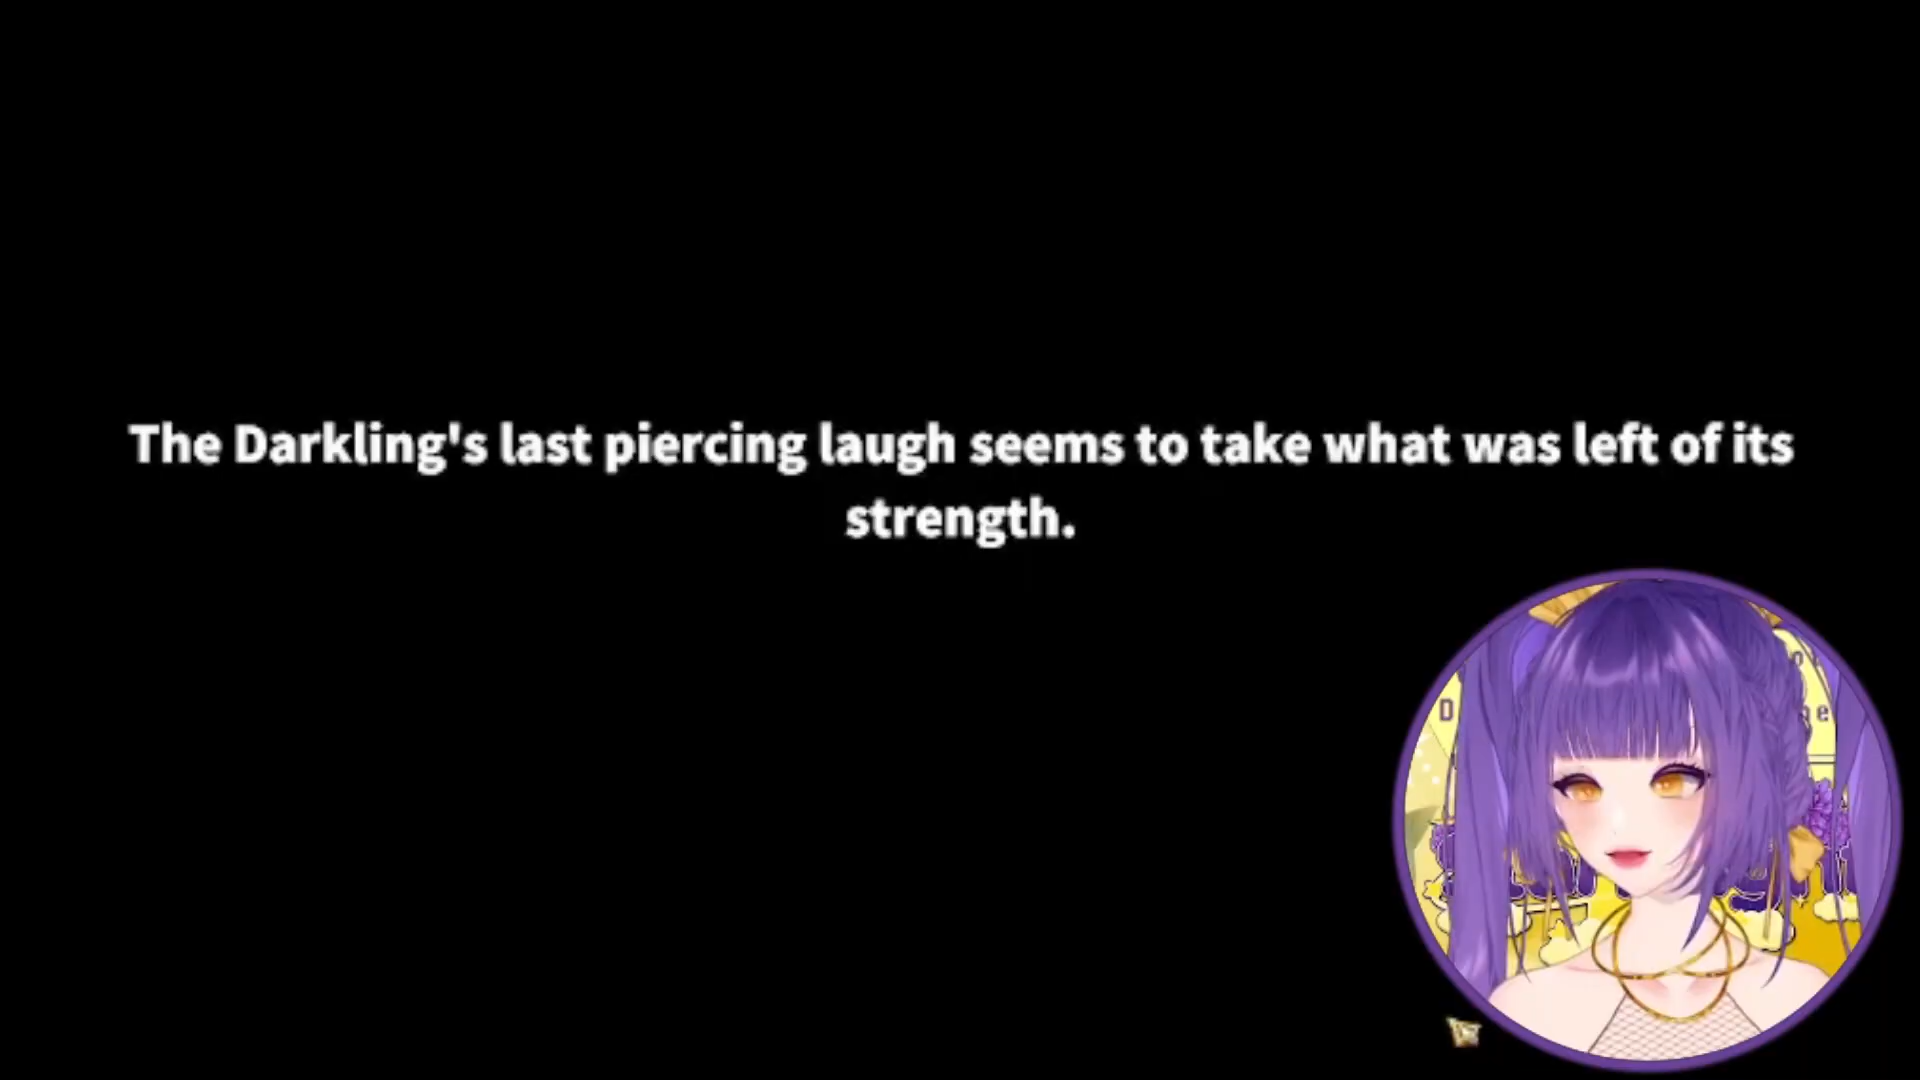 The Darkling's last piercing laugh seems to take what was left of its
strength.